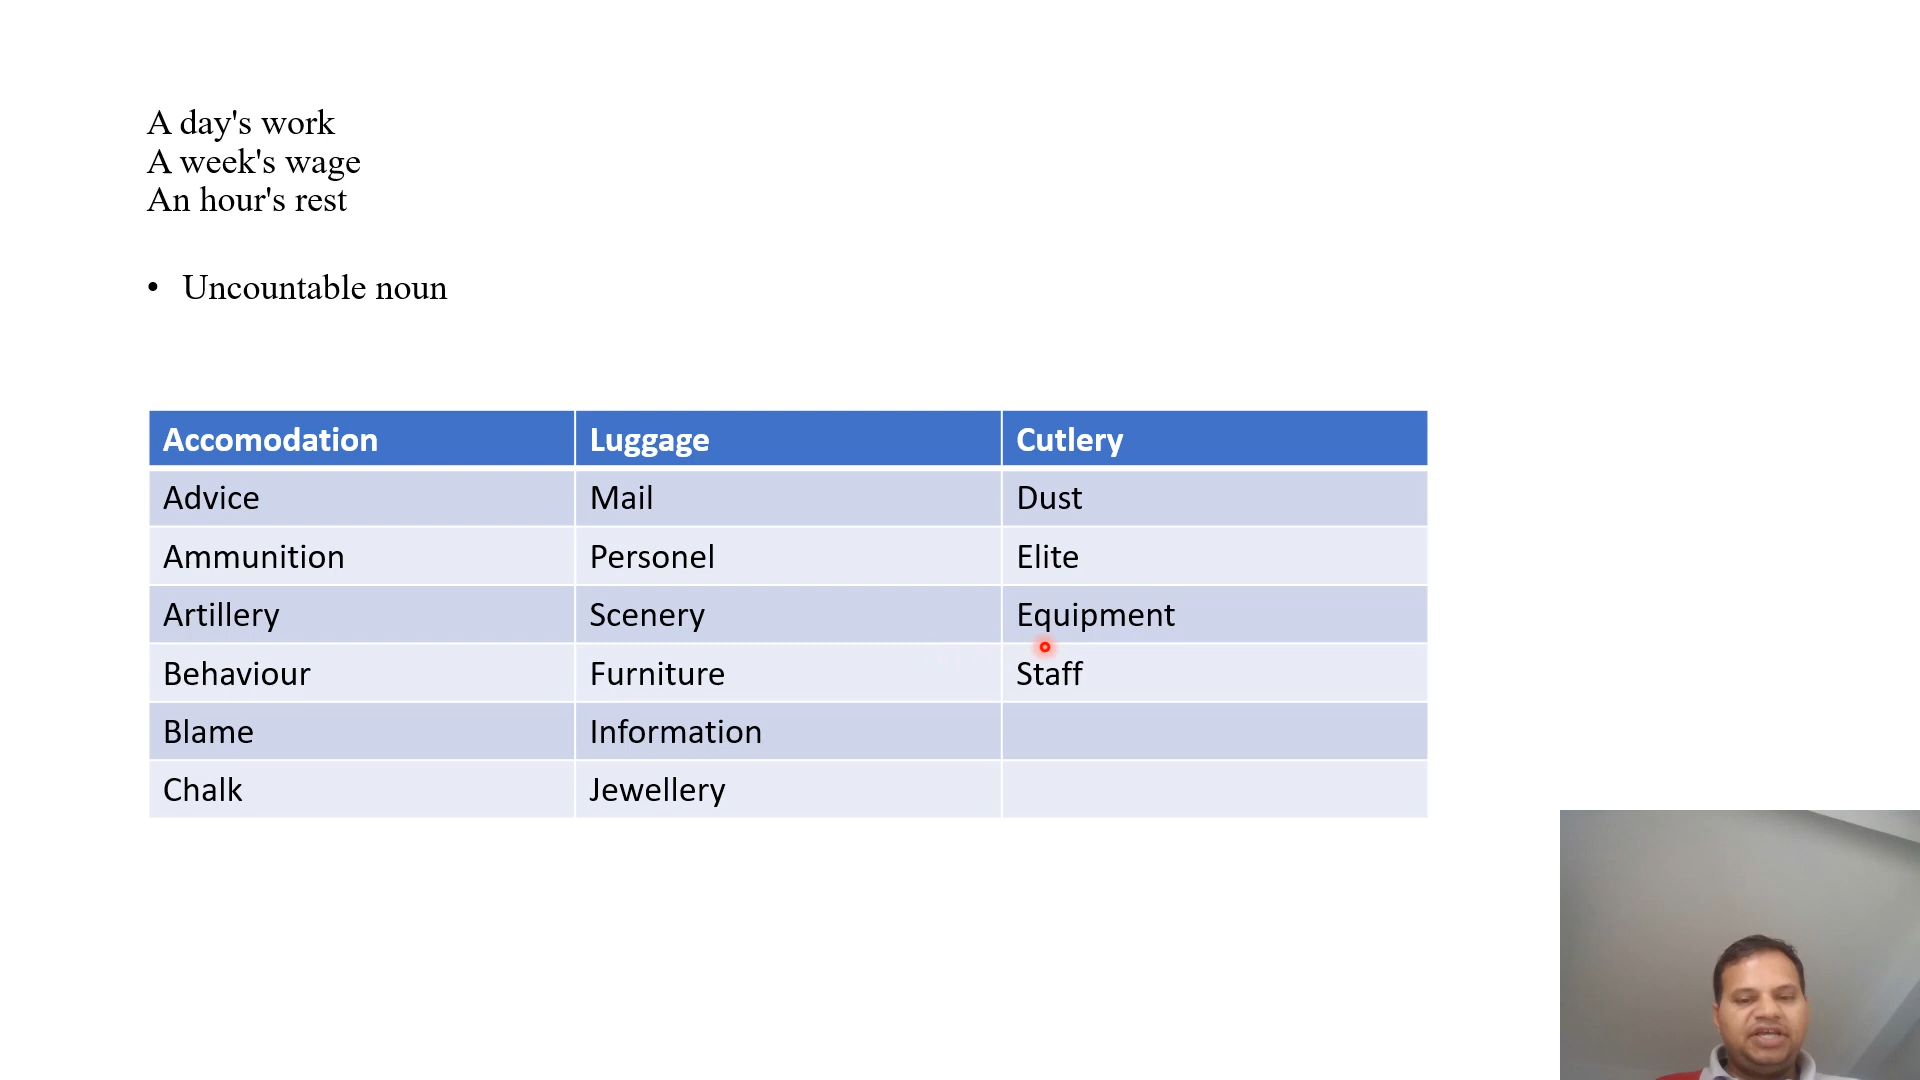 A day's work
A week's wage
An hour's rest
• Uncountable noun
Accomodation Luggage Cutlery
Advice Mail Dust
Ammunition Personel Elite
Artillery Scenery Equipment
Behaviour Furniture Staff
Blame Information
Chalk Jewellery